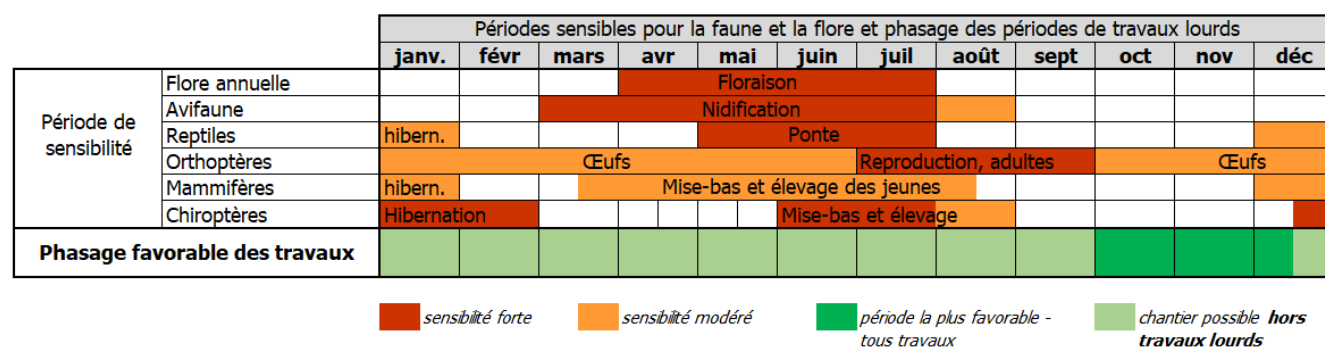 Périodes sensibles pour la faune et la flore et phasage des périodes de travaux lourds
janv. févr mars avr mai juin juil août sept oct nov déc
Période de sensibilité
Flore annuelle Floraison
Avifaune Nidification
Reptiles hibern. Ponte
Orthoptères Œufs Reproduction, adultes Œufs
Mammifères hibern. Mise-bas et élevage des jeunes
Chiroptères Hibernation Mise-bas et élevage
Phasage favorable des travaux
sensibilité forte
sensibilité modéré
période la plus favorable -
tous travaux
chantier possible hors
travaux lourds